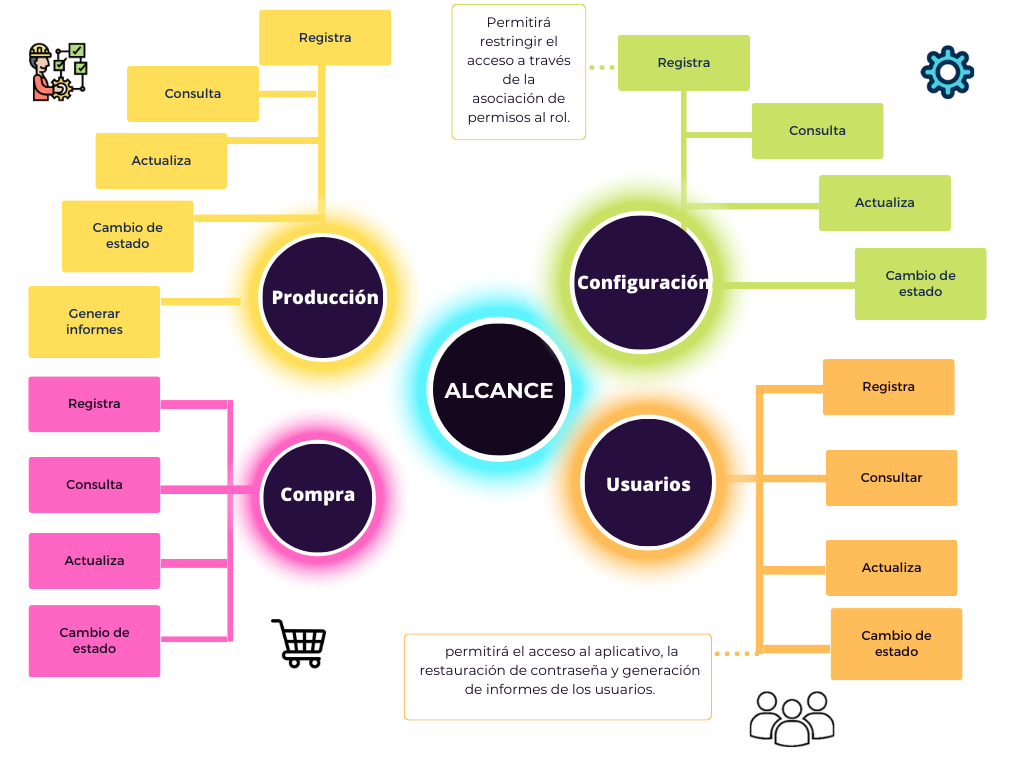 Registra
Consulta
Actualiza
Cambio de
estado
Generar
informes
Producción
Permitirá
restringir el
acceso a través
de la
asociación de
permisos al rol.
Registra
Consulta
Actualiza
Cambio de
estado
Configuración
ALCANCE
Registra
Consulta
Actualiza
Cambio de
estado
Compra
Registra
Consultar
Actualiza
Cambio de
estado
Usuarios
permitirá el acceso al aplicativo, la
restauración de contraseña y generación
de informes de los usuarios.